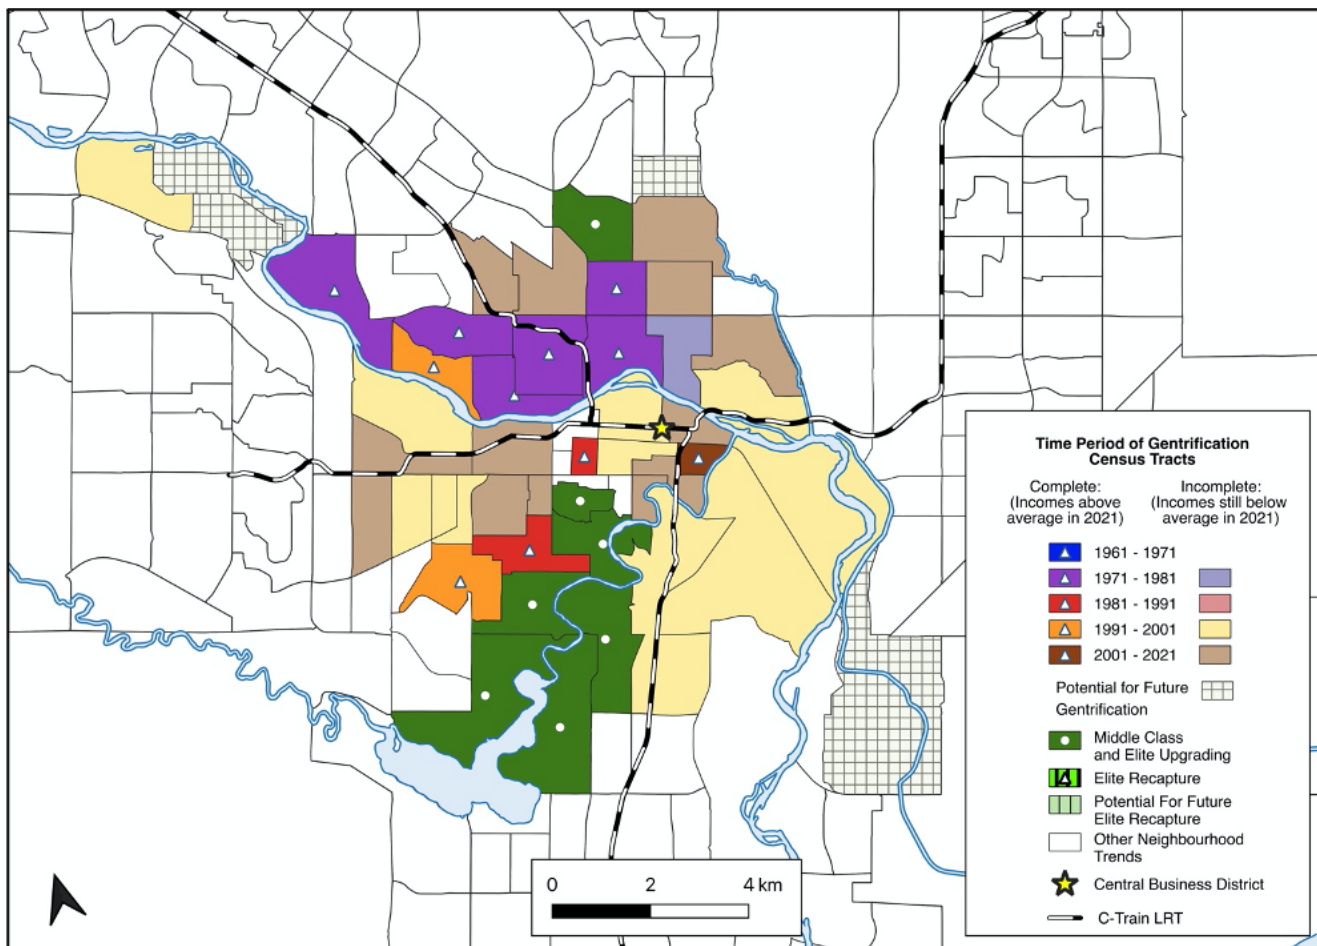 Time Period of Gentrification
Census Tracts
Complete:
(Incomes above
average in 2021)
Incomplete:
(Incomes still below
average in 2021)
1961 - 1971
1971 - 1981
1981 - 1991
1991 - 2001
2001 - 2021
Potential for Future
Gentrification
Middle Class
and Elite Upgrading
Elite Recapture
Potential For Future
Elite Recapture
Other Neighbourhood
Trends
Central Business District
C-Train LRT
0 2 4 km